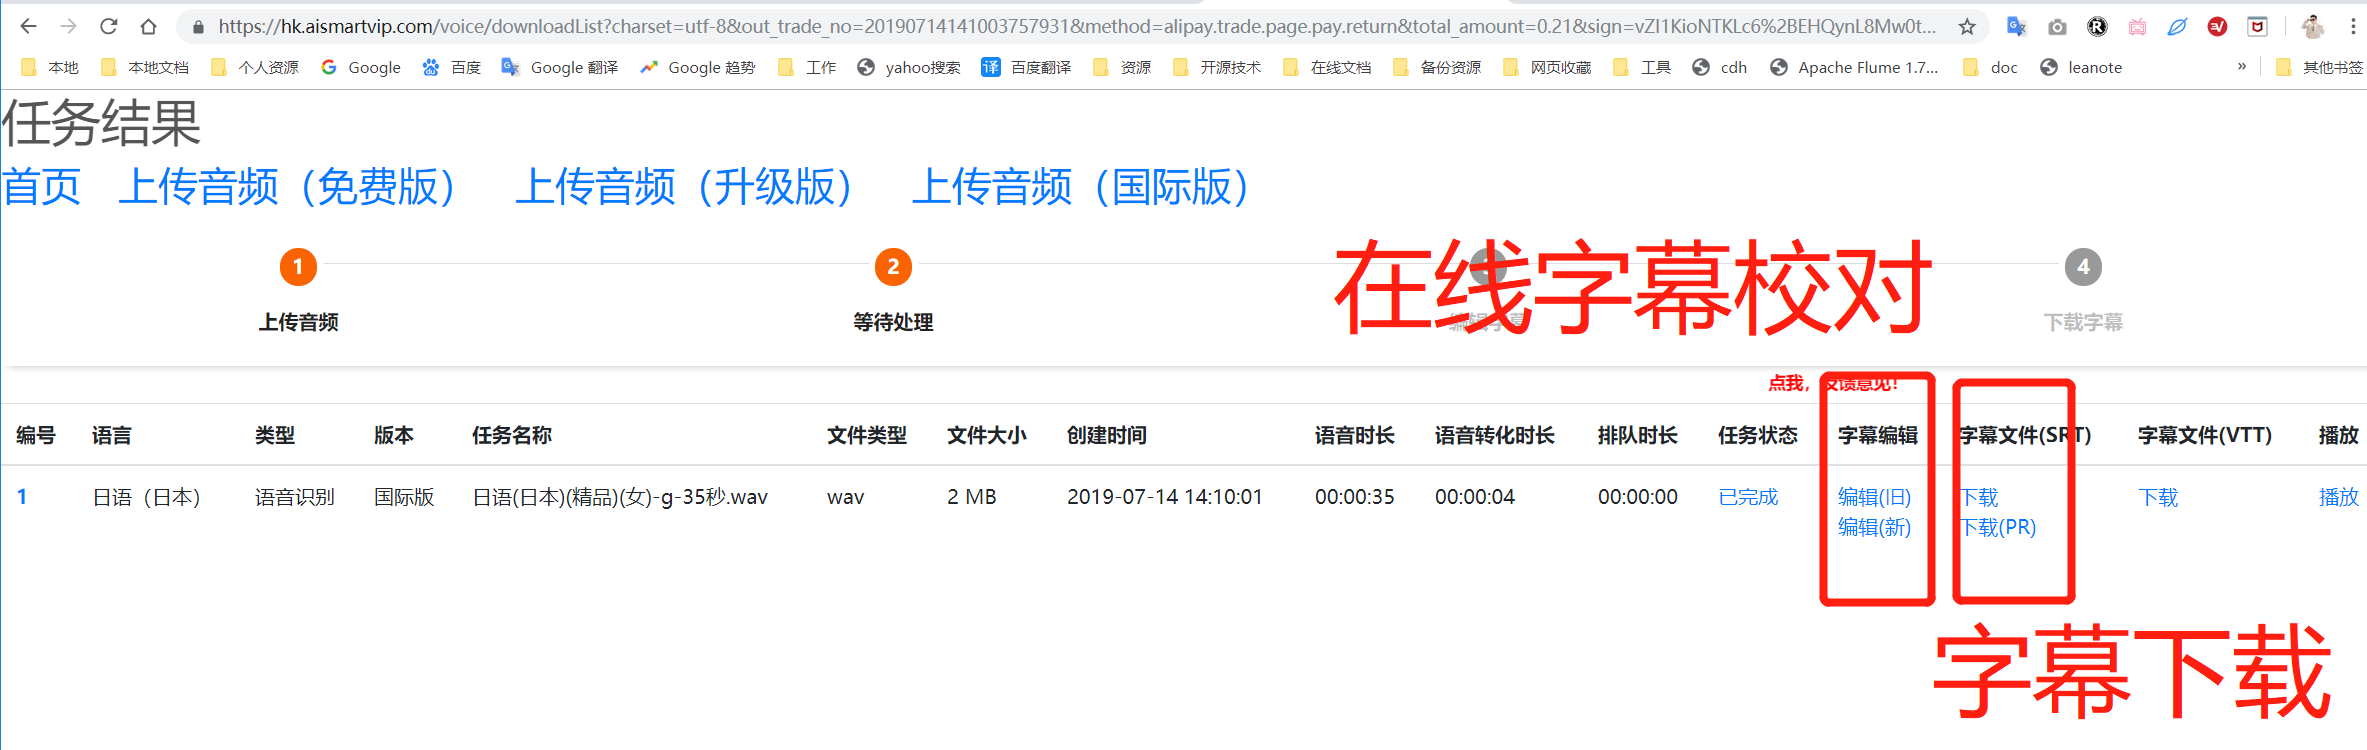 https://hk.aismartvip.com/voice/downloadList?charset=utf-8&out_trade_no=20190714141003757931&method=alipay.trade.page.pay.return&total_amount=0.21&sign=vZI1KioNTKLc6%2BEHQynL8Mw0t...
本地 本地文档 个人资源 Google 百度 Google 翻译 Google 趋势 工作 yahoo搜索 译 百度翻译 资源 开源技术 在线文档 备份资源 网页收藏 工具 cdh Apache Flume 1.7... doc leanote » 其他书签
任务结果
首页 上传音频（免费版） 上传音频（升级版） 上传音频（国际版）
1 2 3 4
在线字幕校对
上传音频 等待处理 编辑字幕 下载字幕
点我，反馈意见！
编号 语言 类型 版本 任务名称 文件类型 文件大小 创建时间 语音时长 语音转化时长 排队时长 任务状态 字幕编辑 字幕文件(SRT) 字幕文件(VTT) 播放
1 日语（日本） 语音识别 国际版 日语(日本)(精品)(女)-g-35秒.wav wav 2 MB 2019-07-14 14:10:01 00:00:35 00:00:04 00:00:00 已完成 编辑(旧) 下载 下载 播放
编辑(新) 下载(PR)
字幕下载